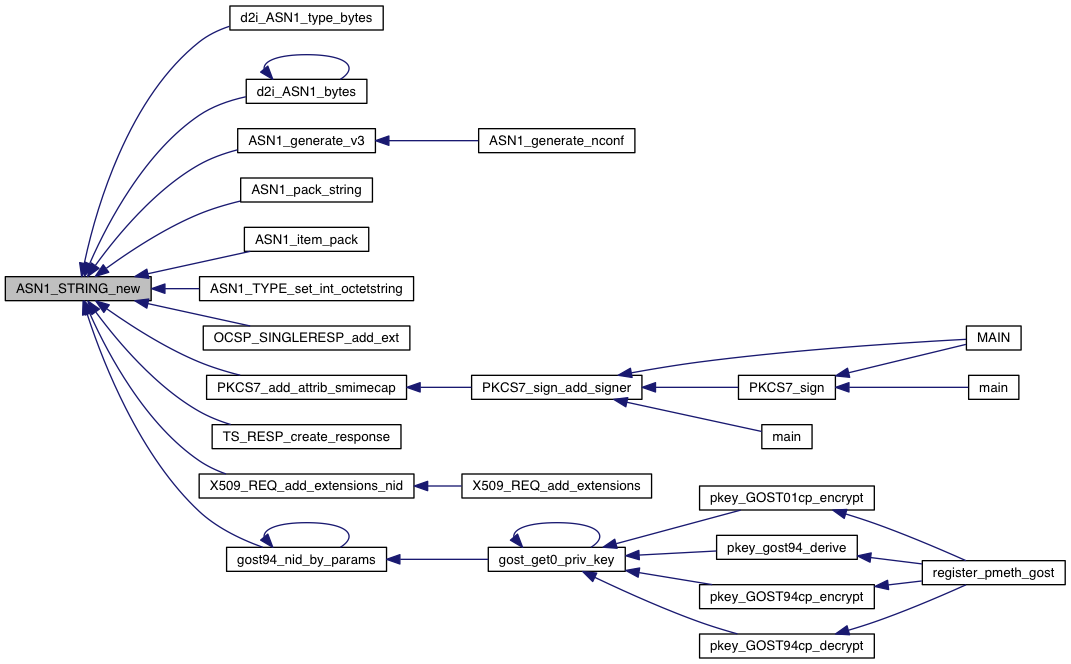 d2i_ASN1_type_bytes
d2i_ASN1_bytes
ASN1_generate_v3
ASN1_generate_nconf
ASN1_pack_string
ASN1_item_pack
ASN1_STRING_new
ASN1_TYPE_set_int_octetstring
OCSP_SINGLERESP_add_ext
MAIN
PKCS7_add_attrib_smimecap
PKCS7_sign_add_signer
PKCS7_sign
main
TS_RESP_create_response
main
X509_REQ_add_extensions_nid
X509_REQ_add_extensions
pkey_GOST01cp_encrypt
gost94_nid_by_params
gost_get0_priv_key
pkey_gost94_derive
register_pmeth_gost
pkey_GOST94cp_encrypt
pkey_GOST94cp_decrypt